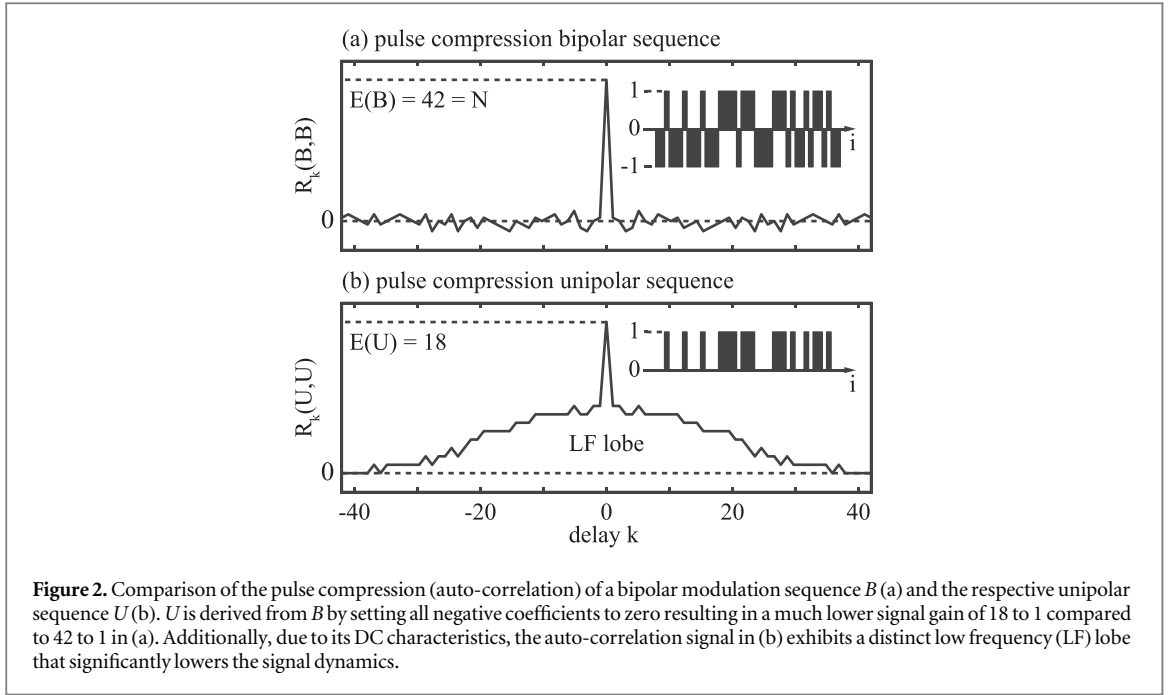 (a) pulse compression bipolar sequence
E(B) = 42 = N
1
0
-1
i
R_k(B,B)
0
(b) pulse compression unipolar sequence
E(U) = 18
1
0
i
R_k(U,U)
LF lobe
0
-40 -20 0 20 40
delay k
Figure 2. Comparison of the pulse compression (auto-correlation) of a bipolar modulation sequence B (a) and the respective unipolar
sequence U (b). U is derived from B by setting all negative coefficients to zero resulting in a much lower signal gain of 18 to 1 compared
to 42 to 1 in (a). Additionally, due to its DC characteristics, the auto-correlation signal in (b) exhibits a distinct low frequency (LF) lobe
that significantly lowers the signal dynamics.